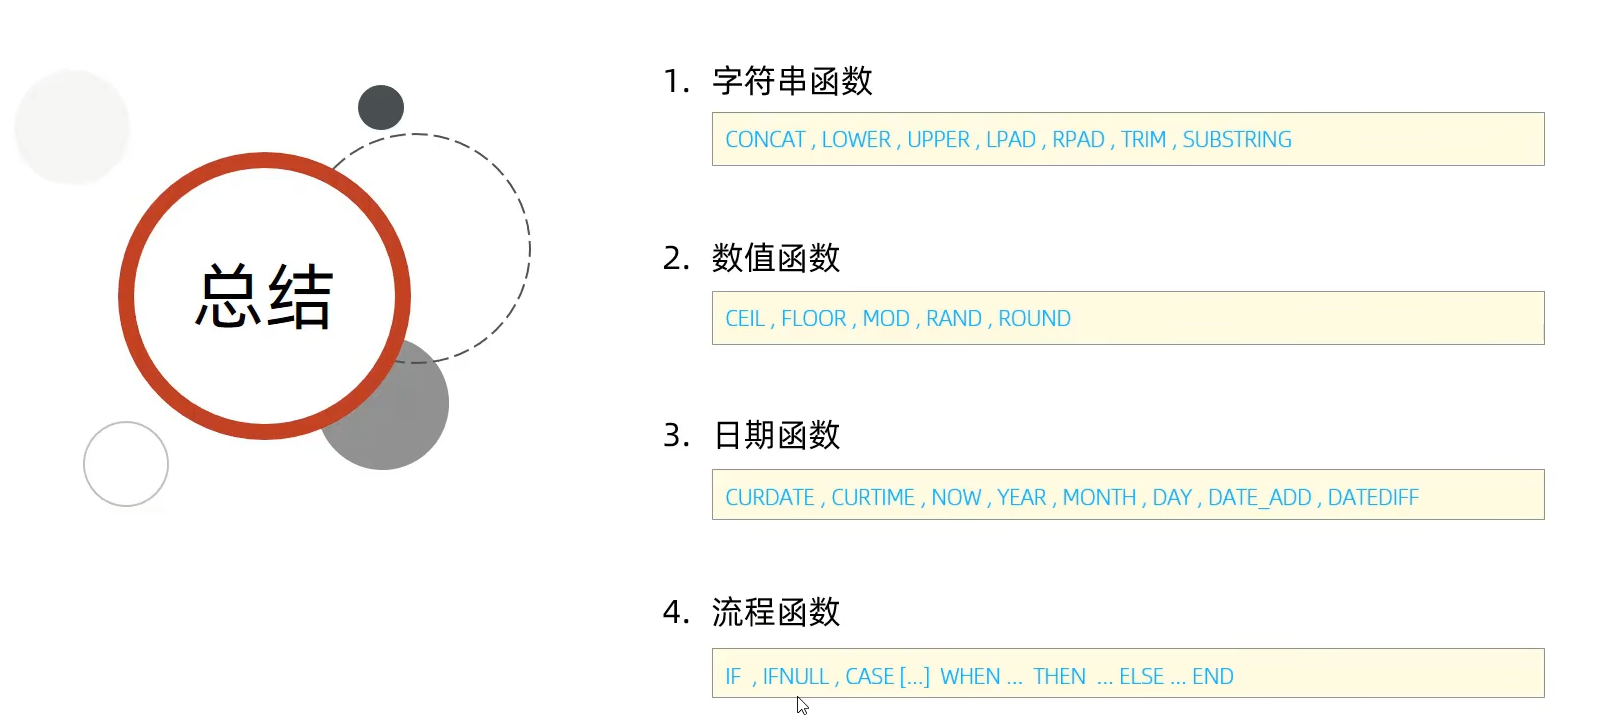 总结
1. 字符串函数
CONCAT , LOWER , UPPER , LPAD , RPAD , TRIM , SUBSTRING
2. 数值函数
CEIL , FLOOR , MOD , RAND , ROUND
3. 日期函数
CURDATE , CURTIME , NOW , YEAR , MONTH , DAY , DATE_ADD , DATEDIFF
4. 流程函数
IF , IFNULL , CASE [...] WHEN ... THEN ... ELSE ... END